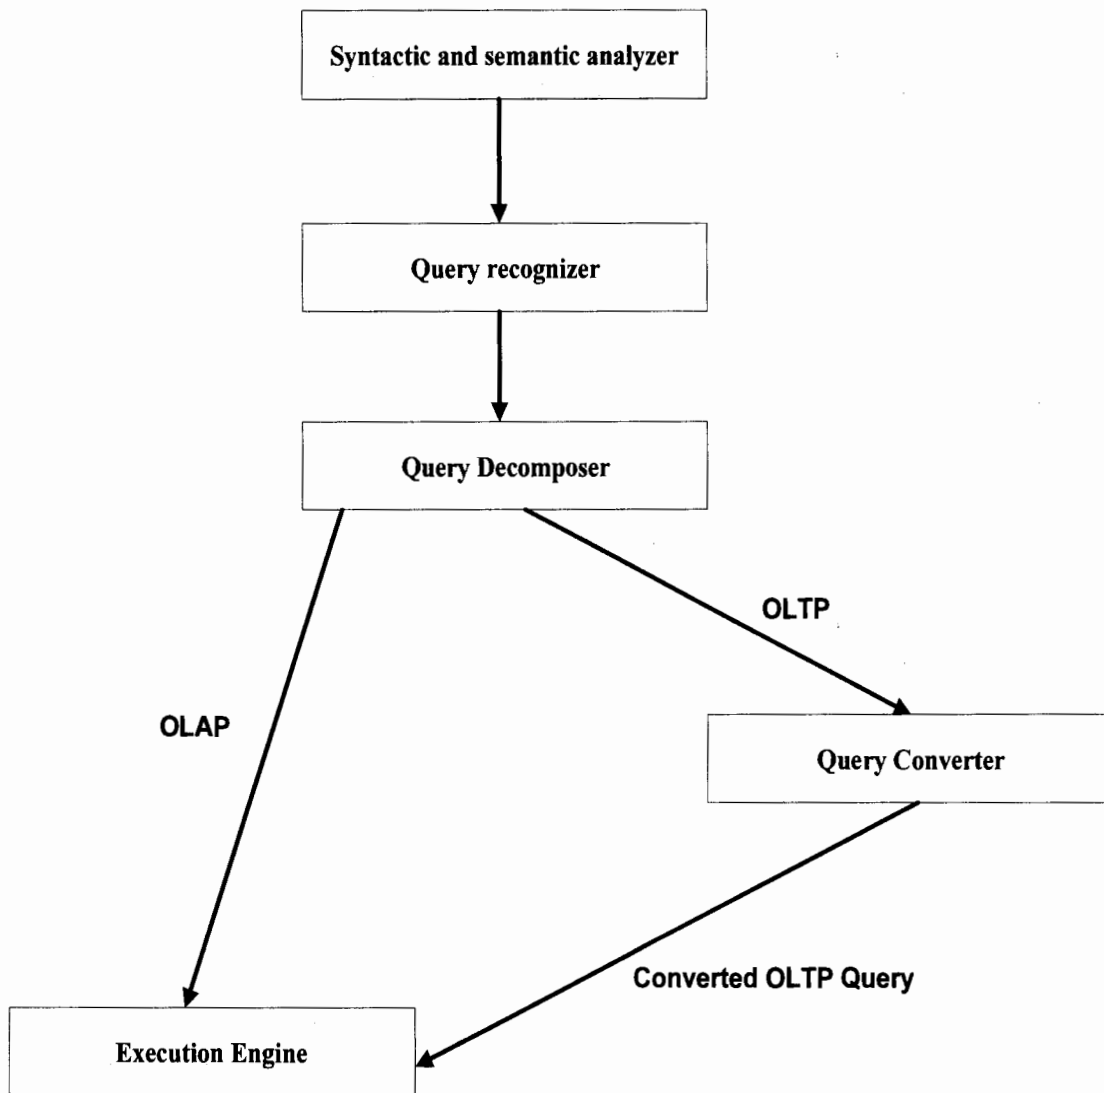 Syntactic and semantic analyzer
Query recognizer
Query Decomposer
OLTP
OLAP
Query Converter
Converted OLTP Query
Execution Engine